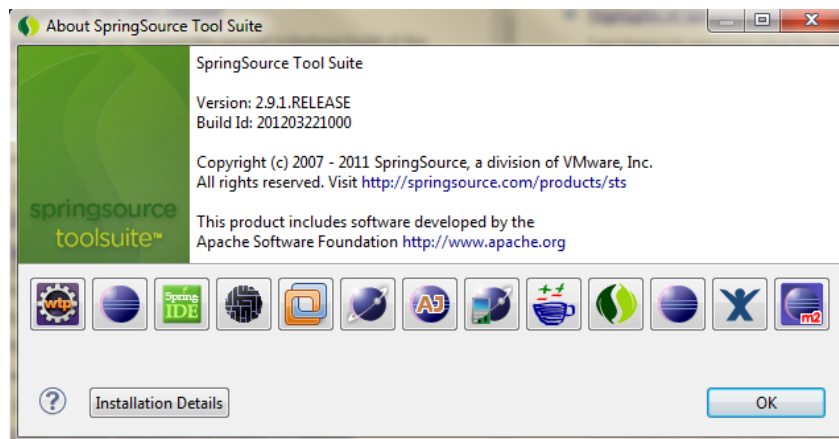 About SpringSource Tool Suite
SpringSource Tool Suite
Version: 2.9.1.RELEASE
Build Id: 201203221000
Copyright (c) 2007 - 2011 SpringSource, a division of VMware, Inc.
All rights reserved. Visit http://springsource.com/products/sts
This product includes software developed by the
Apache Software Foundation http://www.apache.org
springsource
toolsuite™
wtp
Spring
IDE
AJ
m2
?
Installation Details
OK